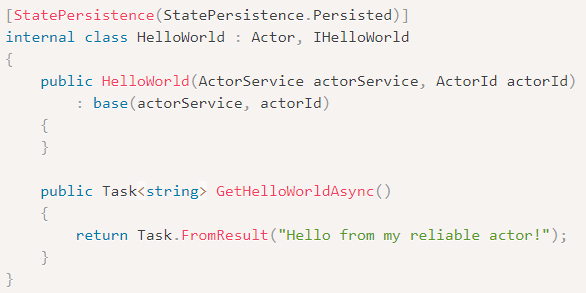 [StatePersistence(StatePersistence.Persisted)]
internal class HelloWorld : Actor, IHelloWorld
{
    public HelloWorld(ActorService actorService, ActorId actorId)
        : base(actorService, actorId)
    {
    }

    public Task<string> GetHelloWorldAsync()
    {
        return Task.FromResult("Hello from my reliable actor!");
    }
}